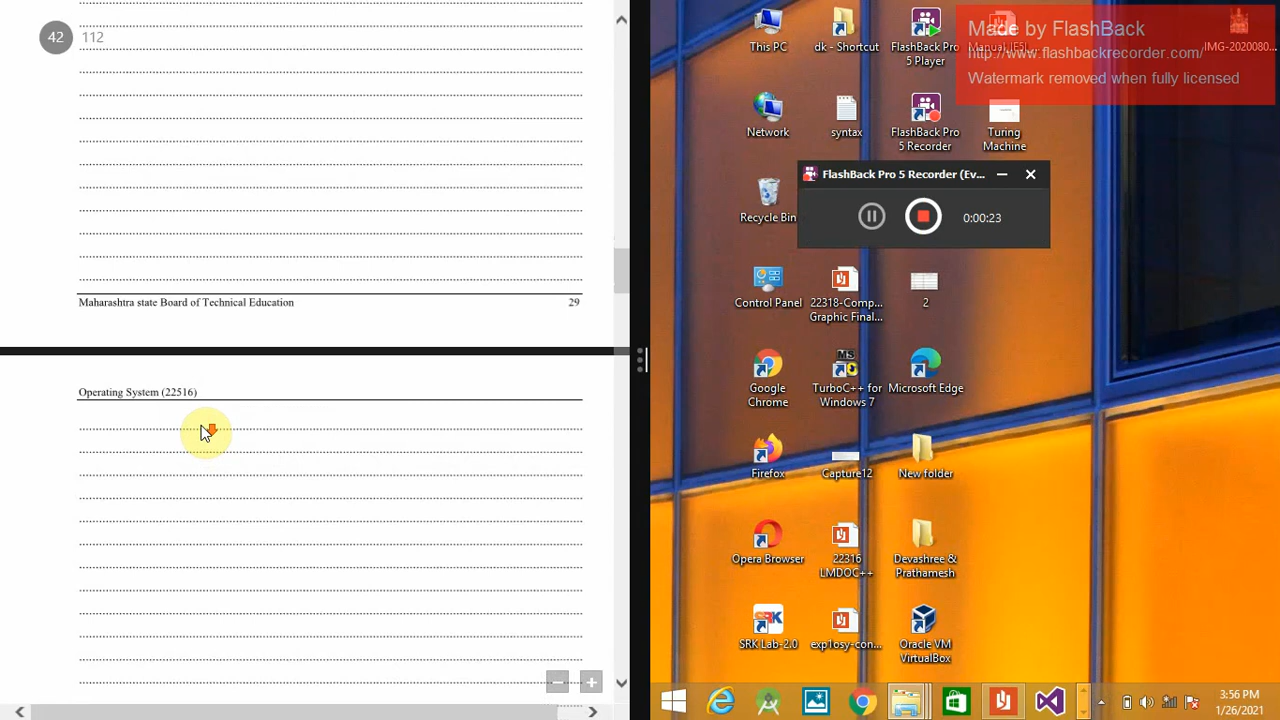 42
112
Maharashtra state Board of Technical Education 29
Operating System (22516)
This PC
dk - Shortcut
FlashBack Pro
5 Player
IMG-2020080...
Made by FlashBack
http://www.flashbackrecorder.com/
Watermark removed when fully licensed
Network
syntax
FlashBack Pro
5 Recorder
Turing
Machine
FlashBack Pro 5 Recorder (Ev...
0:00:23
Recycle Bin
Control Panel
22318-Comp...
Graphic Final...
2
Google
Chrome
TurboC++ for
Windows 7
Microsoft Edge
Firefox
Capture12
New folder
Opera Browser
22316
LMDOC++
Devashree &
Prathamesh
SRK Lab-2.0
exp1osy-con...
Oracle VM
VirtualBox
3:56 PM
1/26/2021